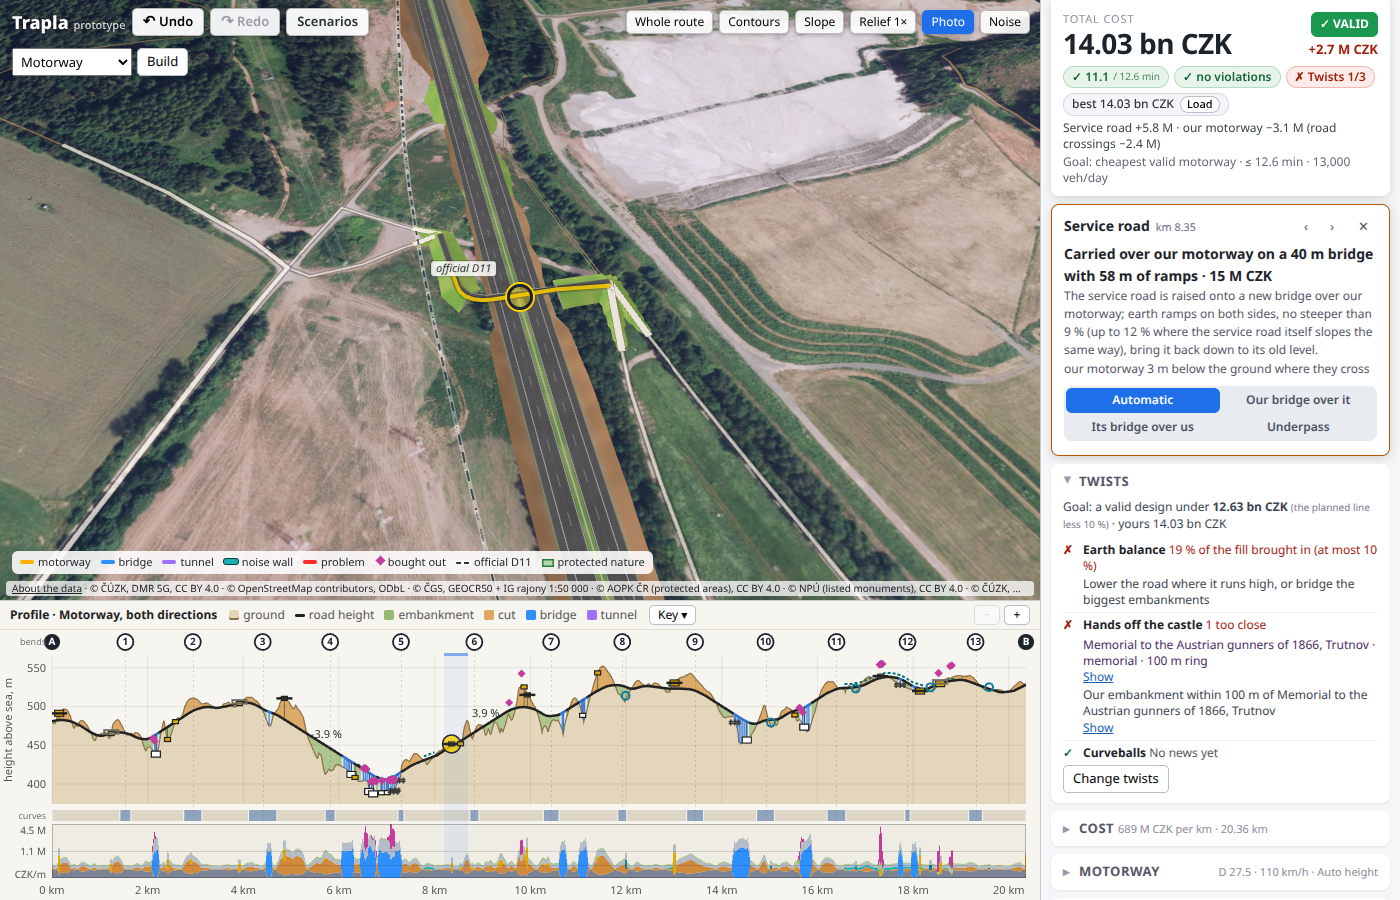 Trapla prototype
↶ Undo
↷ Redo
Scenarios
Whole route
Contours
Slope
Relief 1×
Photo
Noise
Motorway
Build
official D11
motorway bridge tunnel noise wall problem bought out official D11 protected nature
About the data · © ČÚZK, DMR 5G, CC BY 4.0 · © OpenStreetMap contributors, ODbL · © ČGS, GEOCR50 + IG rajony 1:50 000 · © AOPK ČR (protected areas), CC BY 4.0 · © NPÚ (listed monuments), CC BY 4.0 · © ČÚZK, ...
Profile · Motorway, both directions ground road height embankment cut bridge tunnel Key ▾ − +
bends A 1 2 3 4 5 6 7 8 9 10 11 12 13 B
height above sea, m
550
500
450
400
3.9 %
3.9 %
curves
4.5 M
1.1 M
CZK/m
0 km 2 km 4 km 6 km 8 km 10 km 12 km 14 km 16 km 18 km 20 km
TOTAL COST
✓ VALID
14.03 bn CZK
+2.7 M CZK
✓ 11.1 / 12.6 min
✓ no violations
✗ Twists 1/3
best 14.03 bn CZK Load
Service road +5.8 M · our motorway −3.1 M (road
crossings −2.4 M)
Goal: cheapest valid motorway · ≤ 12.6 min · 13,000
veh/day
Service road km 8.35 ‹ › ✕
Carried over our motorway on a 40 m bridge
with 58 m of ramps · 15 M CZK
The service road is raised onto a new bridge over our
motorway; earth ramps on both sides, no steeper than
9 % (up to 12 % where the service road itself slopes the
same way), bring it back down to its old level.
our motorway 3 m below the ground where they cross
Automatic
Our bridge over it
Its bridge over us
Underpass
▼ TWISTS
Goal: a valid design under 12.63 bn CZK (the planned line
less 10 %) · yours 14.03 bn CZK
✗ Earth balance 19 % of the fill brought in (at most 10
%)
Lower the road where it runs high, or bridge the
biggest embankments
✗ Hands off the castle 1 too close
Memorial to the Austrian gunners of 1866, Trutnov ·
memorial · 100 m ring
Show
Our embankment within 100 m of Memorial to the
Austrian gunners of 1866, Trutnov
Show
✓ Curveballs No news yet
Change twists
▶ COST 689 M CZK per km · 20.36 km
▶ MOTORWAY D 27.5 · 110 km/h · Auto height